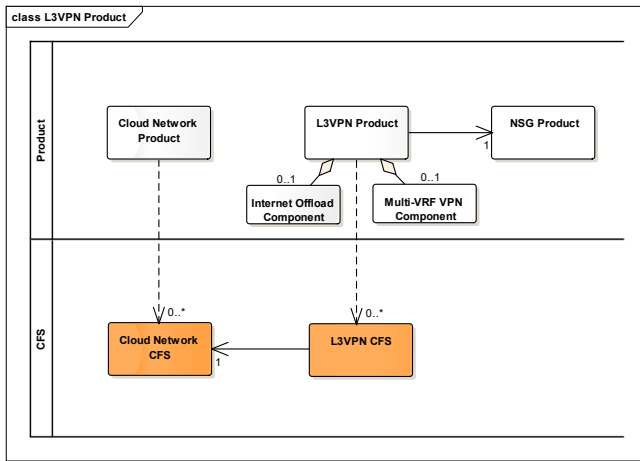 class L3VPN Product
Product
Cloud Network
Product
L3VPN Product
NSG Product
1
0..1
0..1
Internet Offload
Component
Multi-VRF VPN
Component
CFS
0..*
0..*
Cloud Network
CFS
L3VPN CFS
1